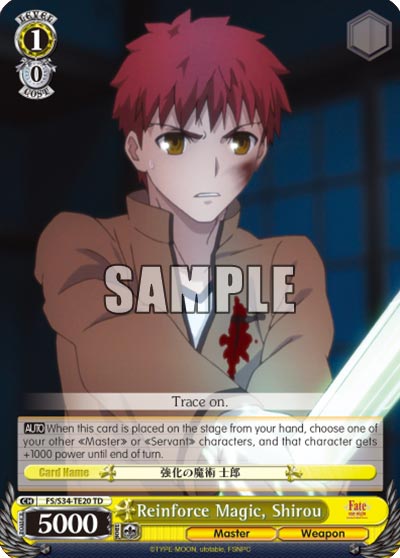 LEVEL
1
0
COST
SAMPLE
Trace on.
AUTO When this card is placed on the stage from your hand, choose one of
your other «Master» or «Servant» characters, and that character gets
+1000 power until end of turn.
Card Name 強化の魔術 士郎
CH FS/S34-TE20 TD Reinforce Magic, Shirou Fate
POWER 5000 SOUL Master Weapon
©TYPE-MOON, ufotable, FSNPC